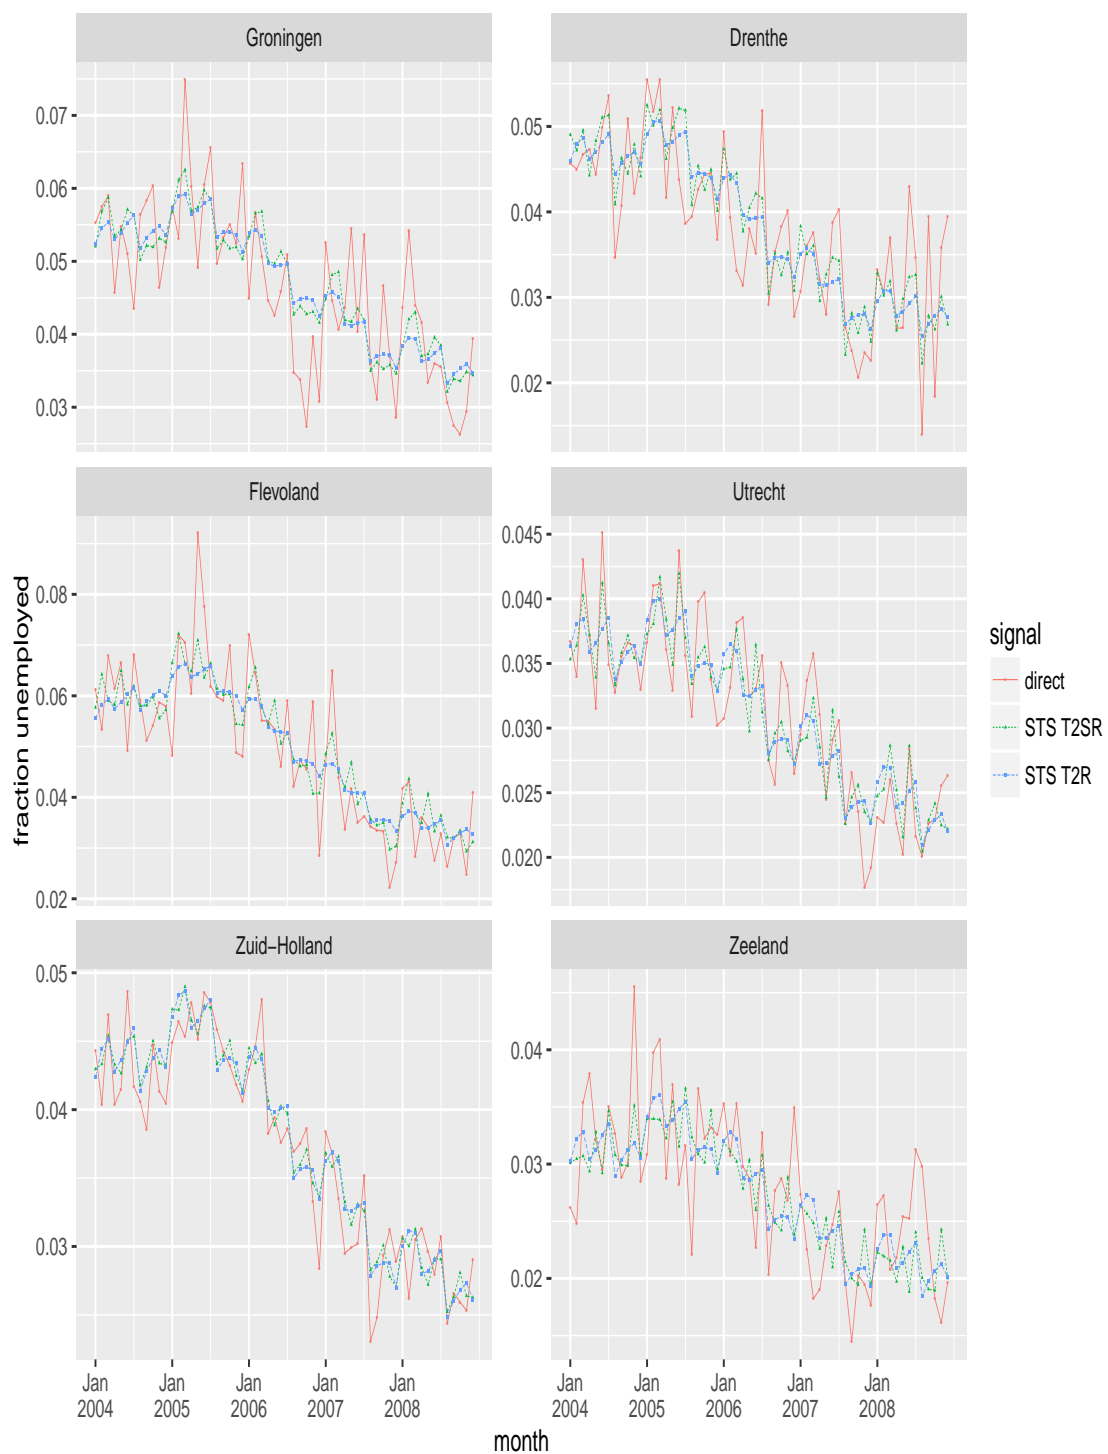 Groningen
Drenthe
0.07
0.06
0.05
0.04
0.03
0.05
0.04
0.03
0.02
Flevoland
Utrecht
0.08
0.06
0.04
0.02
0.045
0.040
0.035
0.030
0.025
0.020
fraction unemployed
signal
direct
STS T2SR
STS T2R
Zuid−Holland
Zeeland
0.05
0.04
0.03
0.04
0.03
0.02
Jan
2004
Jan
2005
Jan
2006
Jan
2007
Jan
2008
Jan
2004
Jan
2005
Jan
2006
Jan
2007
Jan
2008
month